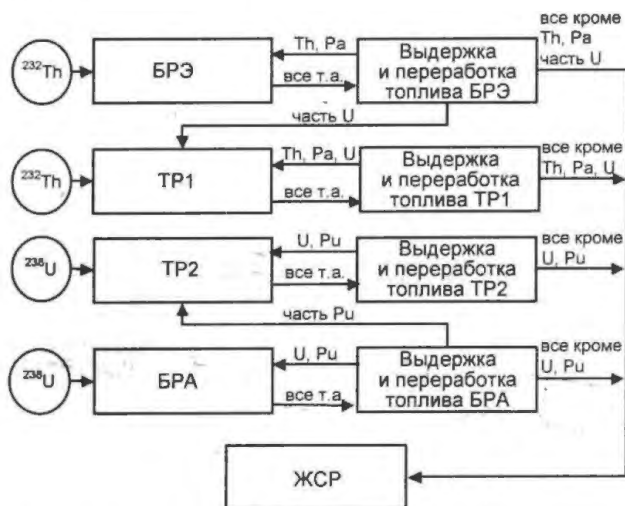 ²³²Th
БРЭ
Th, Pa
все т.а.
Выдержка
и переработка
топлива БРЭ
все кроме
Th, Pa
часть U
часть U
²³²Th
ТР1
Th, Pa, U
все т.а.
Выдержка
и переработка
топлива ТР1
все кроме
Th, Pa, U
²³⁸U
ТР2
U, Pu
все т.а.
Выдержка
и переработка
топлива ТР2
все кроме
U, Pu
часть Pu
²³⁸U
БРА
U, Pu
все т.а.
Выдержка
и переработка
топлива БРА
все кроме
U, Pu
ЖСР